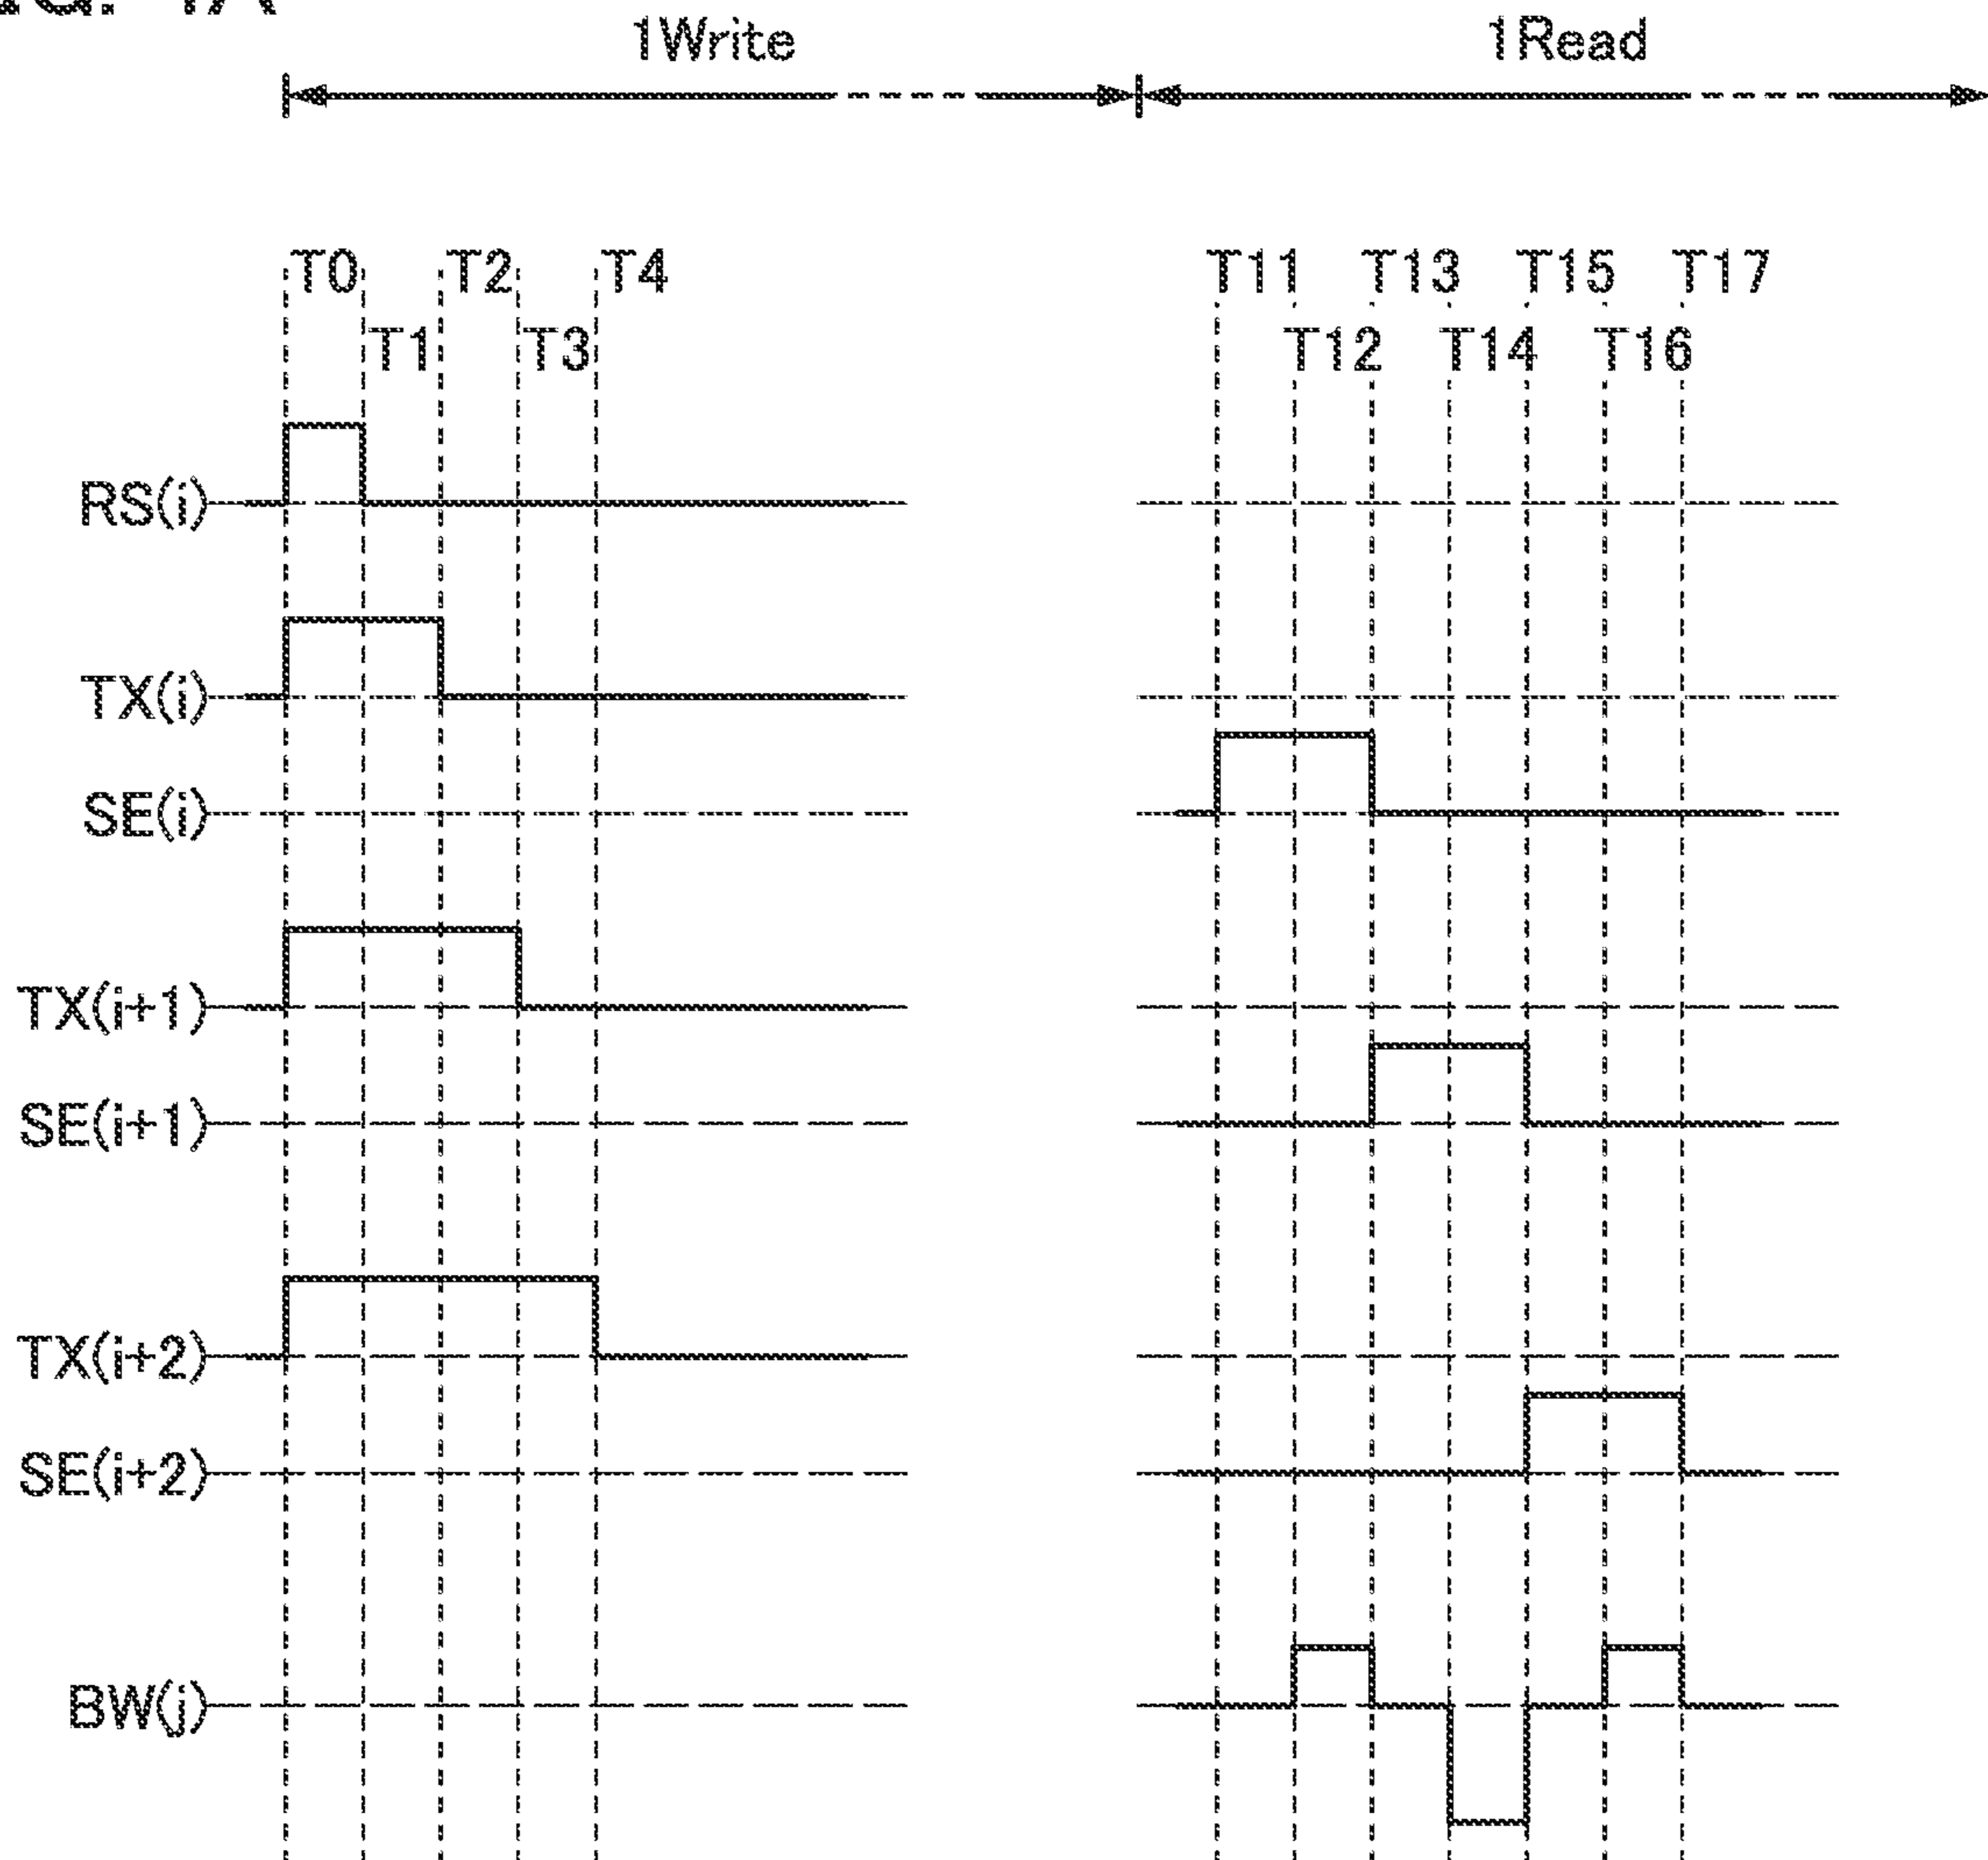 1Write 1Read
T0 T2 T4 T11 T13 T15 T17
T1 T3 T12 T14 T16
RS(i)
TX(i)
SE(i)
TX(i+1)
SE(i+1)
TX(i+2)
SE(i+2)
BW(j)